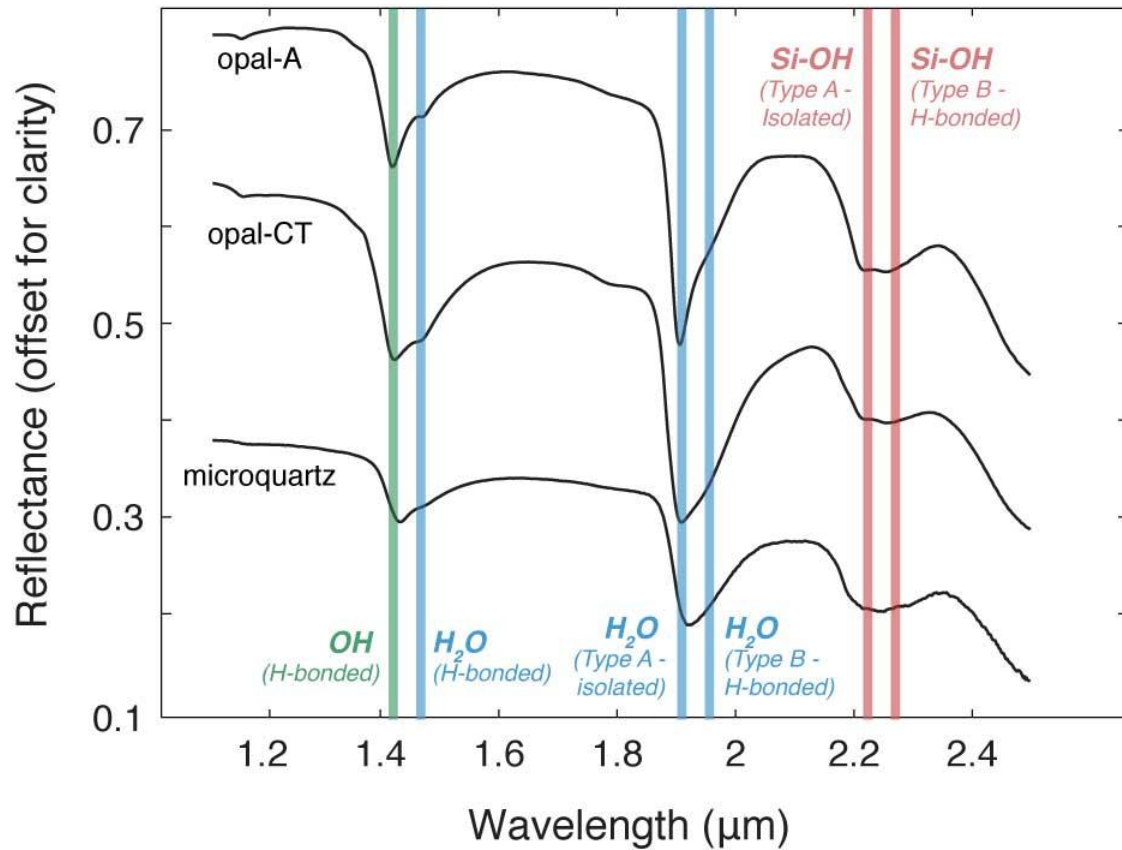 opal-A
opal-CT
microquartz
Si-OH
(Type A -
Isolated)
Si-OH
(Type B -
H-bonded)
OH
(H-bonded)
H₂O
(H-bonded)
H₂O
(Type A -
isolated)
H₂O
(Type B -
H-bonded)
Reflectance (offset for clarity)
0.7
0.5
0.3
0.1
1.2 1.4 1.6 1.8 2 2.2 2.4
Wavelength (μm)